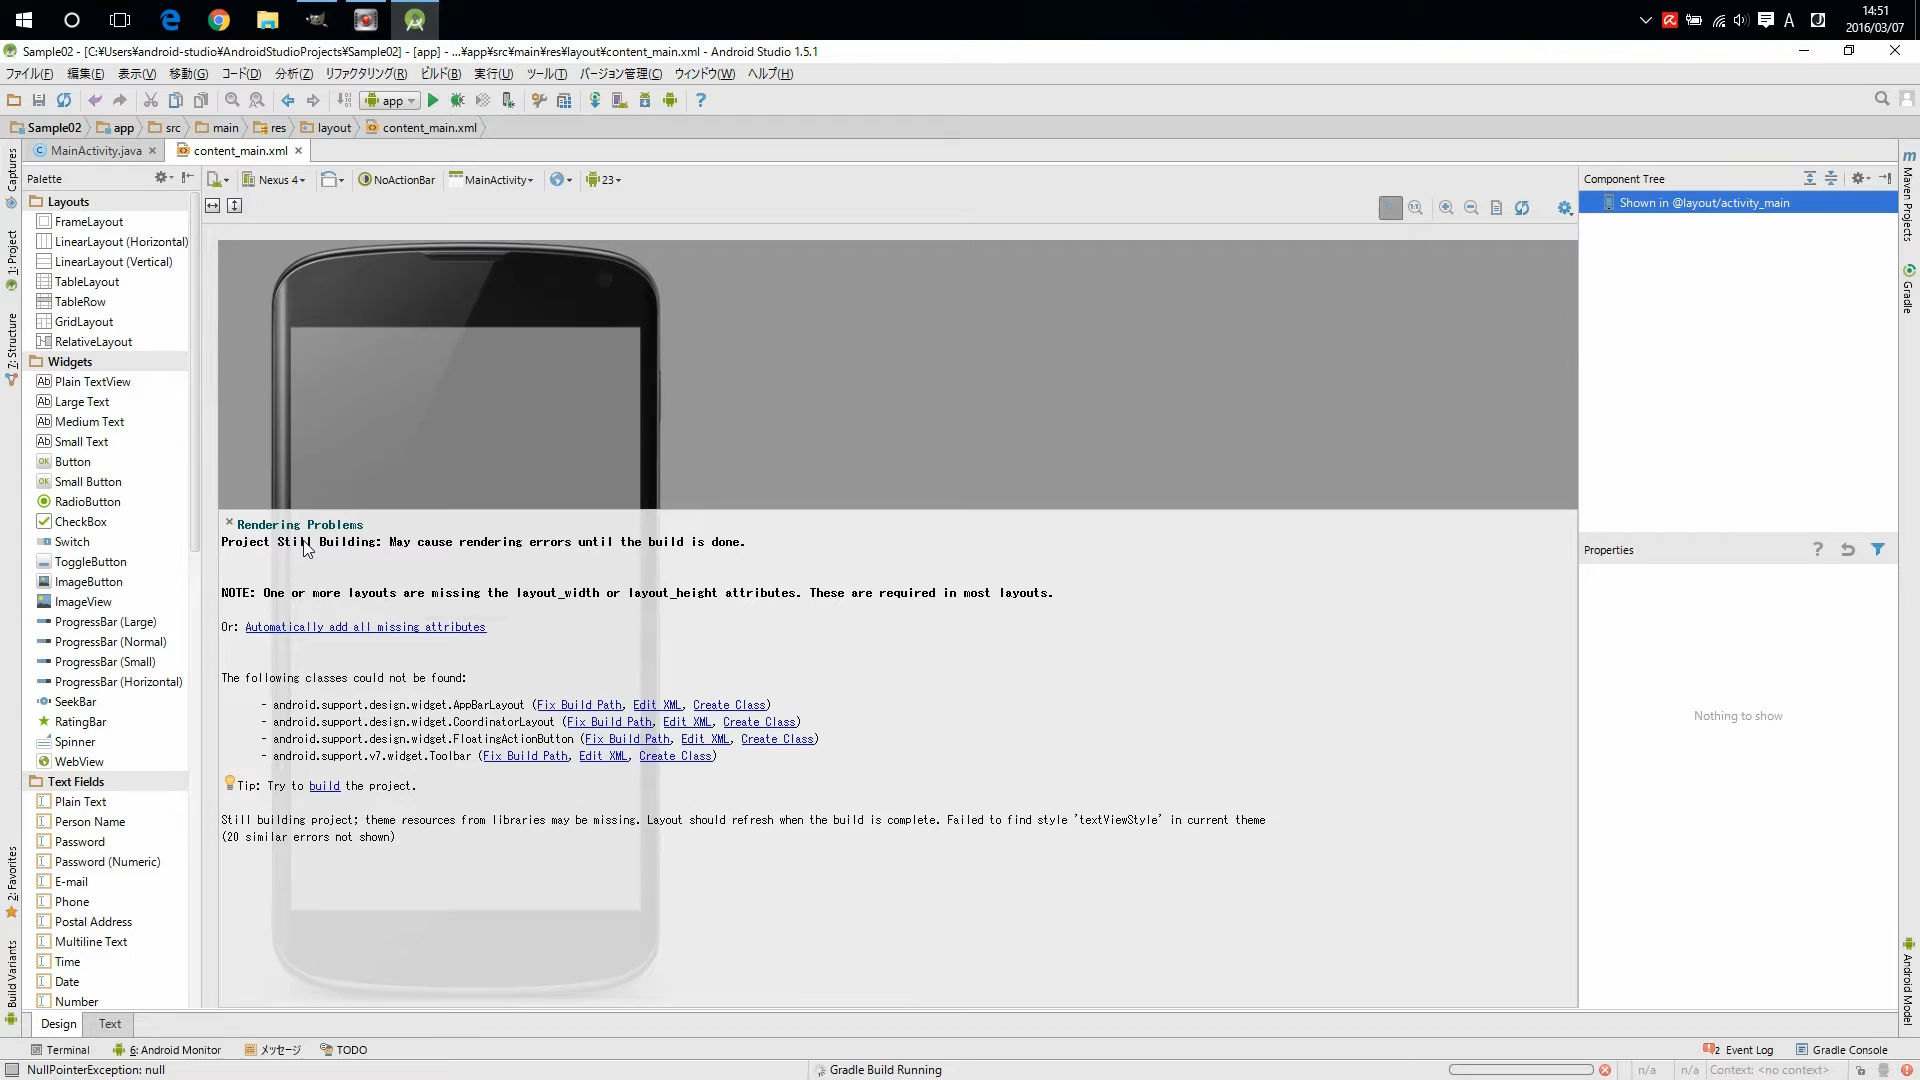 14:51
2016/03/07
A
Sample02 - [C:¥Users¥android-studio¥AndroidStudioProjects¥Sample02] - [app] - ...¥app¥src¥main¥res¥layout¥content_main.xml - Android Studio 1.5.1
ファイル(F) 編集(E) 表示(V) 移動(G) コード(D) 分析(Z) リファクタリング(R) ビルド(B) 実行(U) ツール(T) バージョン管理(C) ウィンドウ(W) ヘルプ(H)
app
Sample02 app src main res layout content_main.xml
MainActivity.java content_main.xml
Palette
Nexus 4 NoActionBar MainActivity 23
Component Tree
Shown in @layout/activity_main
Captures
1: Project
7: Structure
2: Favorites
Build Variants
Layouts
FrameLayout
LinearLayout (Horizontal)
LinearLayout (Vertical)
TableLayout
TableRow
GridLayout
RelativeLayout
Widgets
Plain TextView
Large Text
Medium Text
Small Text
Button
Small Button
RadioButton
CheckBox
Switch
ToggleButton
ImageButton
ImageView
ProgressBar (Large)
ProgressBar (Normal)
ProgressBar (Small)
ProgressBar (Horizontal)
SeekBar
RatingBar
Spinner
WebView
Text Fields
Plain Text
Person Name
Password
Password (Numeric)
E-mail
Phone
Postal Address
Multiline Text
Time
Date
Number
Rendering Problems
Project Still Building: May cause rendering errors until the build is done.
NOTE: One or more layouts are missing the layout_width or layout_height attributes. These are required in most layouts.
Or: Automatically add all missing attributes
The following classes could not be found:
- android.support.design.widget.AppBarLayout (Fix Build Path, Edit XML, Create Class)
- android.support.design.widget.CoordinatorLayout (Fix Build Path, Edit XML, Create Class)
- android.support.design.widget.FloatingActionButton (Fix Build Path, Edit XML, Create Class)
- android.support.v7.widget.Toolbar (Fix Build Path, Edit XML, Create Class)
Tip: Try to build the project.
Still building project; theme resources from libraries may be missing. Layout should refresh when the build is complete. Failed to find style 'textViewStyle' in current theme
(20 similar errors not shown)
Properties
Nothing to show
Maven Projects
Gradle
Android Model
Design Text
Terminal 6: Android Monitor メッセージ TODO
2 Event Log Gradle Console
NullPointerException: null
Gradle Build Running
n/a n/a Context: <no context>